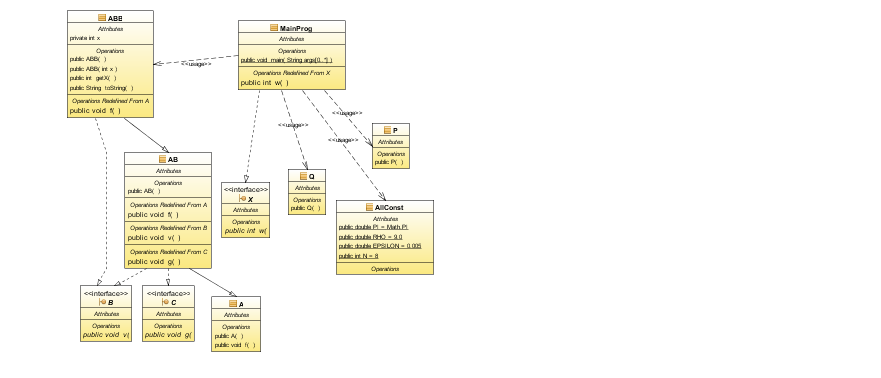 ABB
Attributes
private int x
Operations
public ABB( )
public ABB( int x )
public int getX( )
public String toString( )
Operations Redefined From A
public void f( )
MainProg
Attributes
Operations
public void main( String args[0..*] )
Operations Redefined From X
public int w( )
<<usage>>
<<usage>>
<<usage>>
<<usage>>
P
Attributes
Operations
public P( )
AB
Attributes
Operations
public AB( )
Operations Redefined From A
public void f( )
Operations Redefined From B
public void v( )
Operations Redefined From C
public void g( )
<<interface>>
X
Attributes
Operations
public int w(
Q
Attributes
Operations
public Q( )
AllConst
Attributes
public double PI = Math.PI
public double RHO = 9.0
public double EPSILON = 0.005
public int N = 8
Operations
<<interface>>
B
Attributes
Operations
public void v(
<<interface>>
C
Attributes
Operations
public void g(
A
Attributes
Operations
public A( )
public void f( )